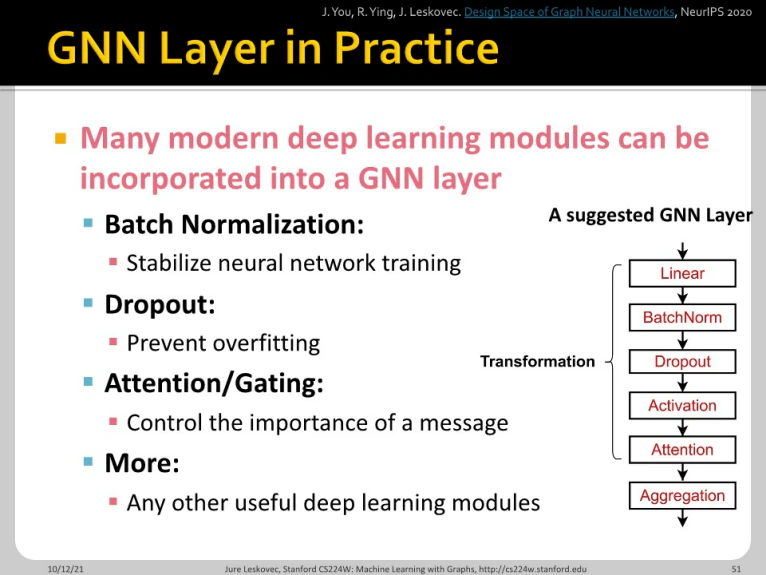 J. You, R. Ying, J. Leskovec. Design Space of Graph Neural Networks, NeurIPS 2020
GNN Layer in Practice
Many modern deep learning modules can be
incorporated into a GNN layer
Batch Normalization:
Stabilize neural network training
Dropout:
Prevent overfitting
Attention/Gating:
Control the importance of a message
More:
Any other useful deep learning modules
A suggested GNN Layer
Transformation
Linear
BatchNorm
Dropout
Activation
Attention
Aggregation
10/12/21
Jure Leskovec, Stanford CS224W: Machine Learning with Graphs, http://cs224w.stanford.edu
51